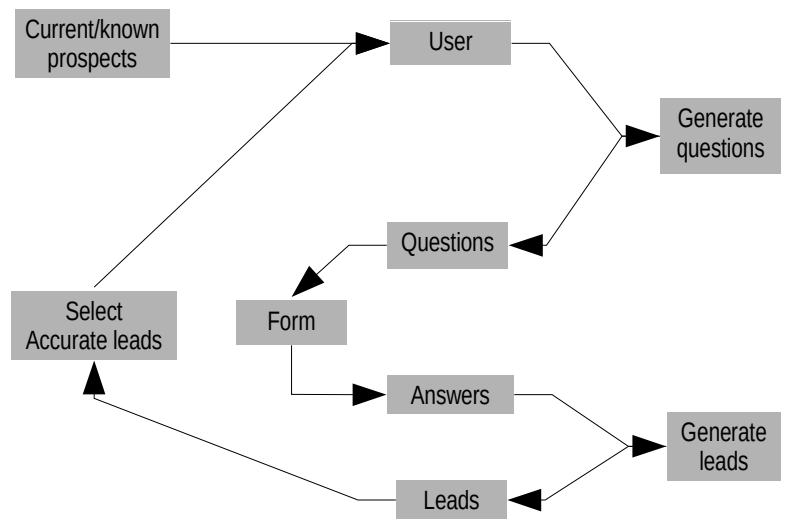 Current/known
prospects
User
Generate
questions
Questions
Select
Accurate leads
Form
Answers
Generate
leads
Leads